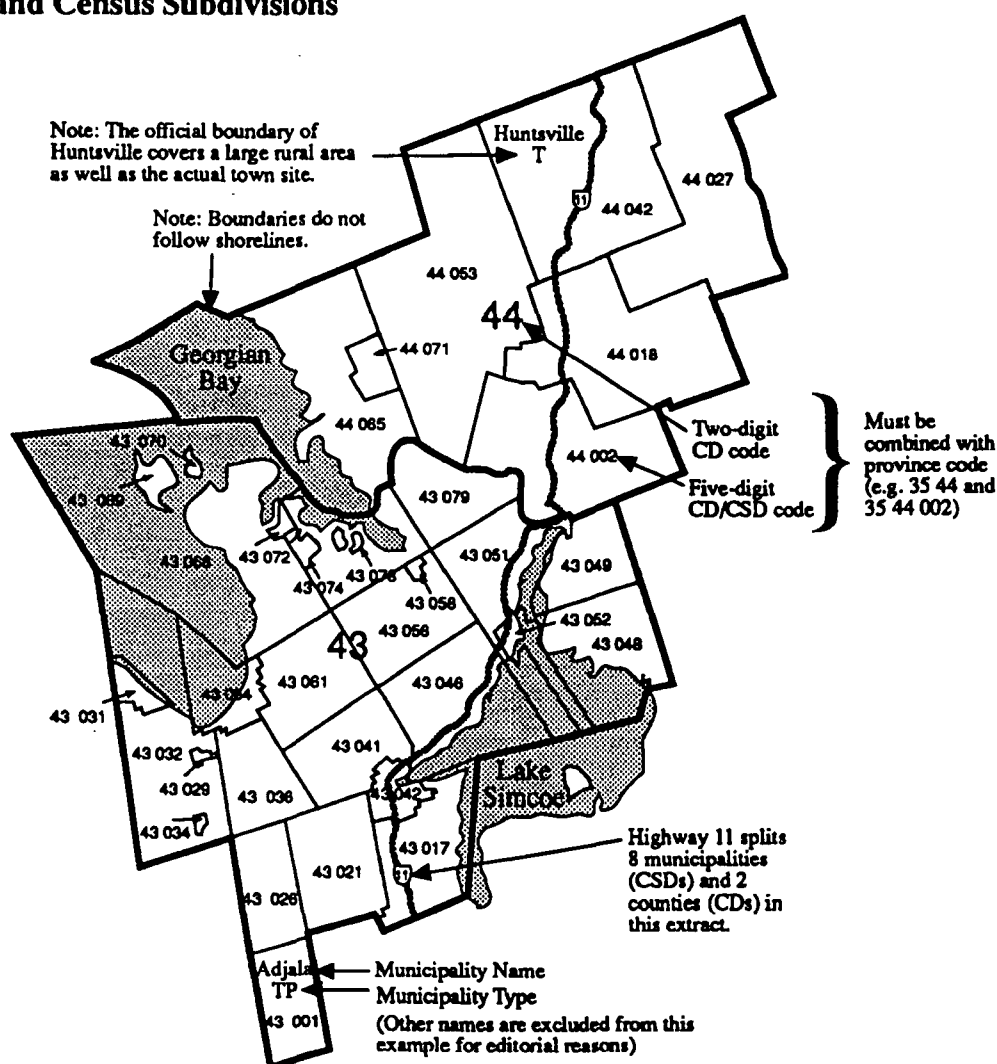 and Census Subdivisions
Note: The official boundary of
Huntsville covers a large rural area
as well as the actual town site.
Huntsville
T
11
44 042
44 027
Note: Boundaries do not
follow shorelines.
44 053
44
44 071
44 018
Georgian
Bay
44 065
Two-digit
CD code
44 002
Five-digit
CD/CSD code
Must be
combined with
province code
(e.g. 35 44 and
35 44 002)
43 070
43 069
43 068
43 079
43 072
43 074
43 076
43 058
43 051
43 049
43 052
43 048
43 056
43
43 061
43 046
43 064
43 031
43 032
43 029
43 034
43 036
43 041
43 042
Lake
Simcoe
43 017
43 021
11
Highway 11 splits
8 municipalities
(CSDs) and 2
counties (CDs) in
this extract.
43 026
Adjala
TP
43 001
Municipality Name
Municipality Type
(Other names are excluded from this
example for editorial reasons)